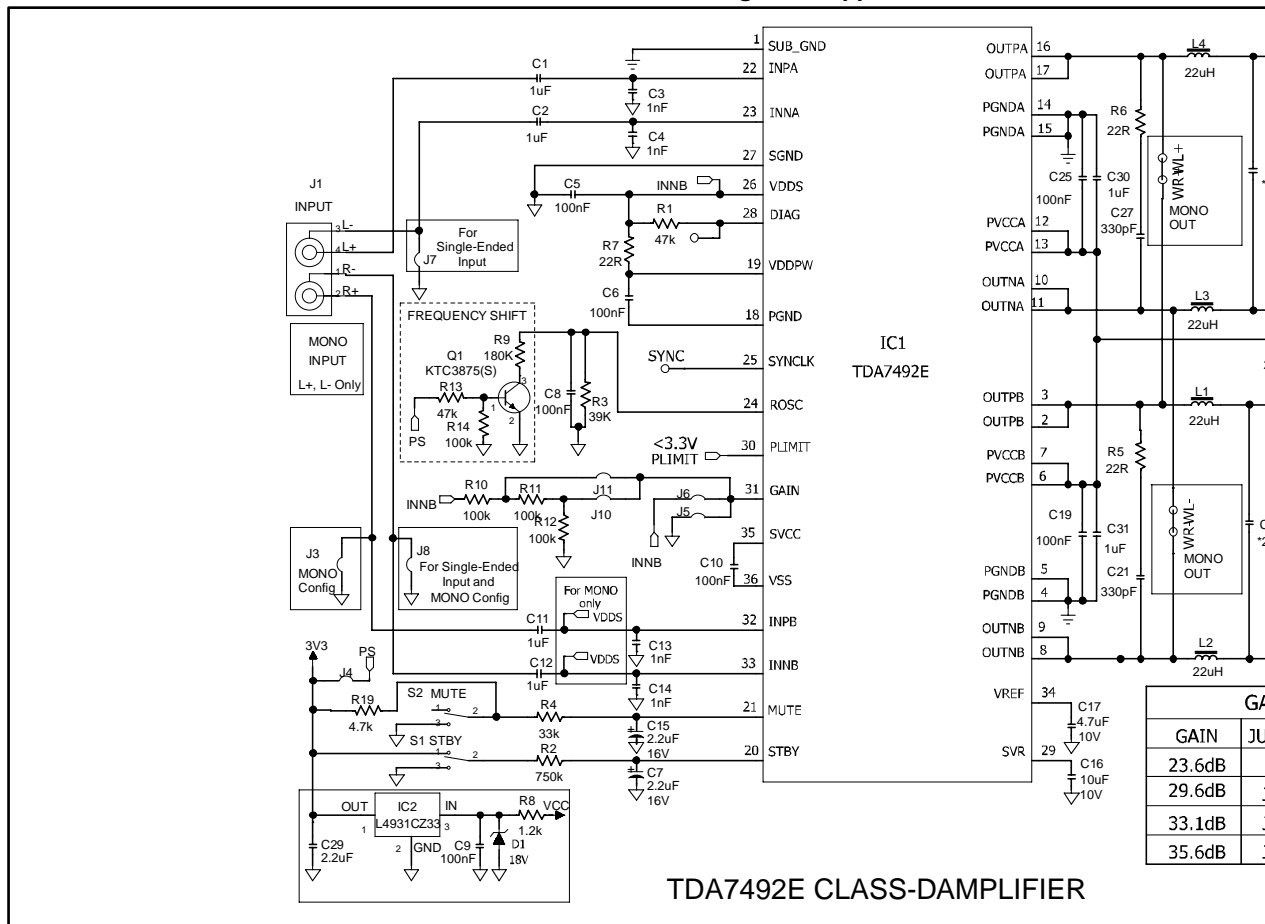 1
SUB_GND
22
INPA
C1
1uF
C3
1nF
23
INNA
C2
1uF
C4
1nF
27
SGND
C5
100nF
INNB
26
VDDS
28
DIAG
R1
47k
R7
22R
19
VDDPW
C6
100nF
18
PGND
J1
INPUT
3 L-
4 L+
1 R-
2 R+
For
Single-Ended
Input
J7
MONO
INPUT
L+, L- Only
FREQUENCY SHIFT
R9
180K
Q1
KTC3875(S)
R13
47k
R14
100k
PS
1
2
3
C8
100nF
R3
39K
SYNC
25
SYNCLK
24
ROSC
<3.3V
PLIMIT
30
PLIMIT
31
GAIN
INNB
R10
100k
R11
100k
R12
100k
J11
J10
J6
J5
INNB
35
SVCC
C10
100nF
36
VSS
J3
MONO
Config
J8
For Single-Ended
Input and
MONO Config
For MONO
only
VDDS
VDDS
C11
1uF
32
INPB
C13
1nF
C12
1uF
33
INNB
C14
1nF
3V3
PS
J4
R19
4.7k
S2 MUTE
1
2
3
R4
33k
C15
2.2uF
16V
21
MUTE
S1 STBY
1
2
3
R2
750k
C7
2.2uF
16V
20
STBY
OUT
1
IC2
L4931CZ33
IN
3
2
GND
R8
1.2k
VCC
C29
2.2uF
C9
100nF
D1
18V
IC1
TDA7492E
OUTPA 16
OUTPA 17
PGNDA 14
PGNDA 15
PVCCA 12
PVCCA 13
OUTNA 10
OUTNA 11
OUTPB 3
OUTPB 2
PVCCB 7
PVCCB 6
PGNDB 5
PGNDB 4
OUTNB 9
OUTNB 8
VREF 34
SVR 29
L4
22uH
R6
22R
C25
100nF
C30
1uF
C27
330pF
MONO
OUT
L3
22uH
L1
22uH
R5
22R
C19
100nF
C31
1uF
C21
330pF
MONO
OUT
L2
22uH
C17
4.7uF
10V
C16
10uF
10V
GAIN
23.6dB
29.6dB
33.1dB
35.6dB
TDA7492E CLASS-DAMPLIFIER